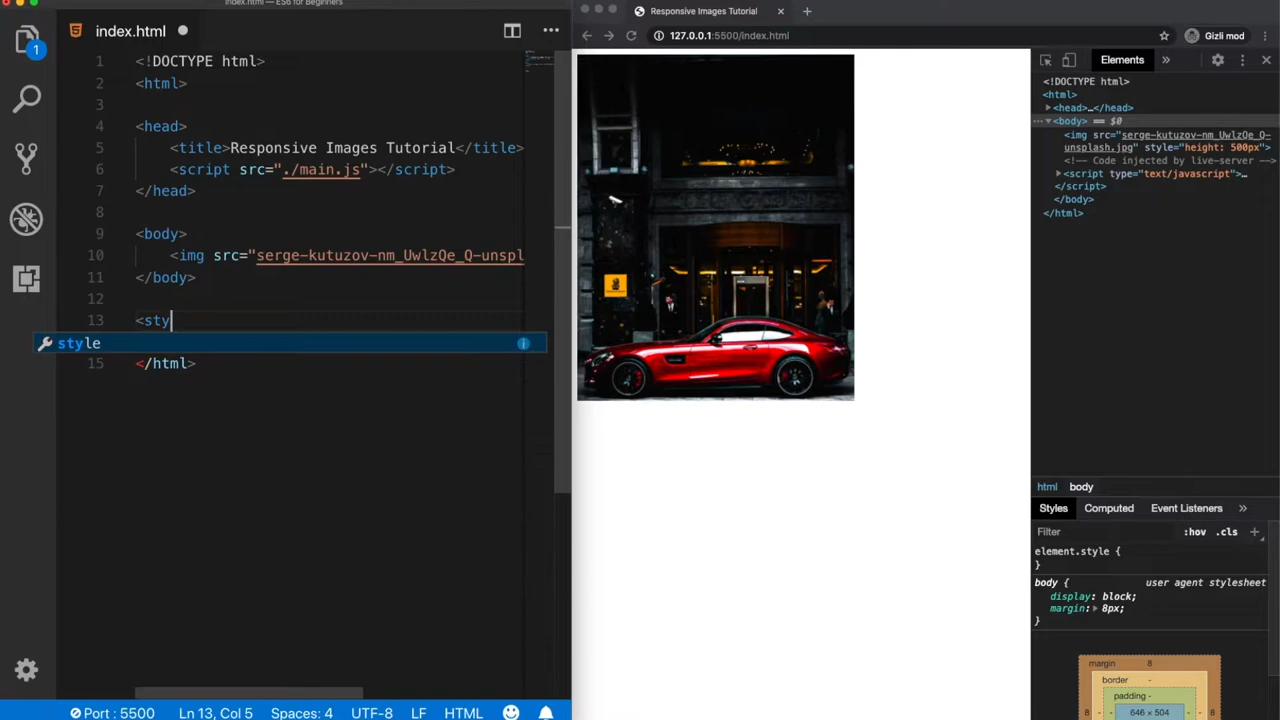 index.html — ES6 for Beginners
index.html
1
1 <!DOCTYPE html>
2 <html>
3
4 <head>
5 <title>Responsive Images Tutorial</title>
6 <script src="./main.js"></script>
7 </head>
8
9 <body>
10 <img src="serge-kutuzov-nm_UwlzQe_Q-unspl
11 </body>
12
13 <sty
style
15 </html>
Port : 5500 Ln 13, Col 5 Spaces: 4 UTF-8 LF HTML
Responsive Images Tutorial
127.0.0.1:5500/index.html
Gizli mod
Elements
<!DOCTYPE html>
<html>
<head>…</head>
<body> == $0
<img src="serge-kutuzov-nm_UwlzQe_Q-
unsplash.jpg" style="height: 500px">
<!-- Code injected by live-server -->
<script type="text/javascript">…
</script>
</body>
</html>
html body
Styles Computed Event Listeners
Filter :hov .cls
element.style {
}
body { user agent stylesheet
display: block;
margin: 8px;
}
margin 8
border -
padding -
8 - - 646 × 504 - - 8